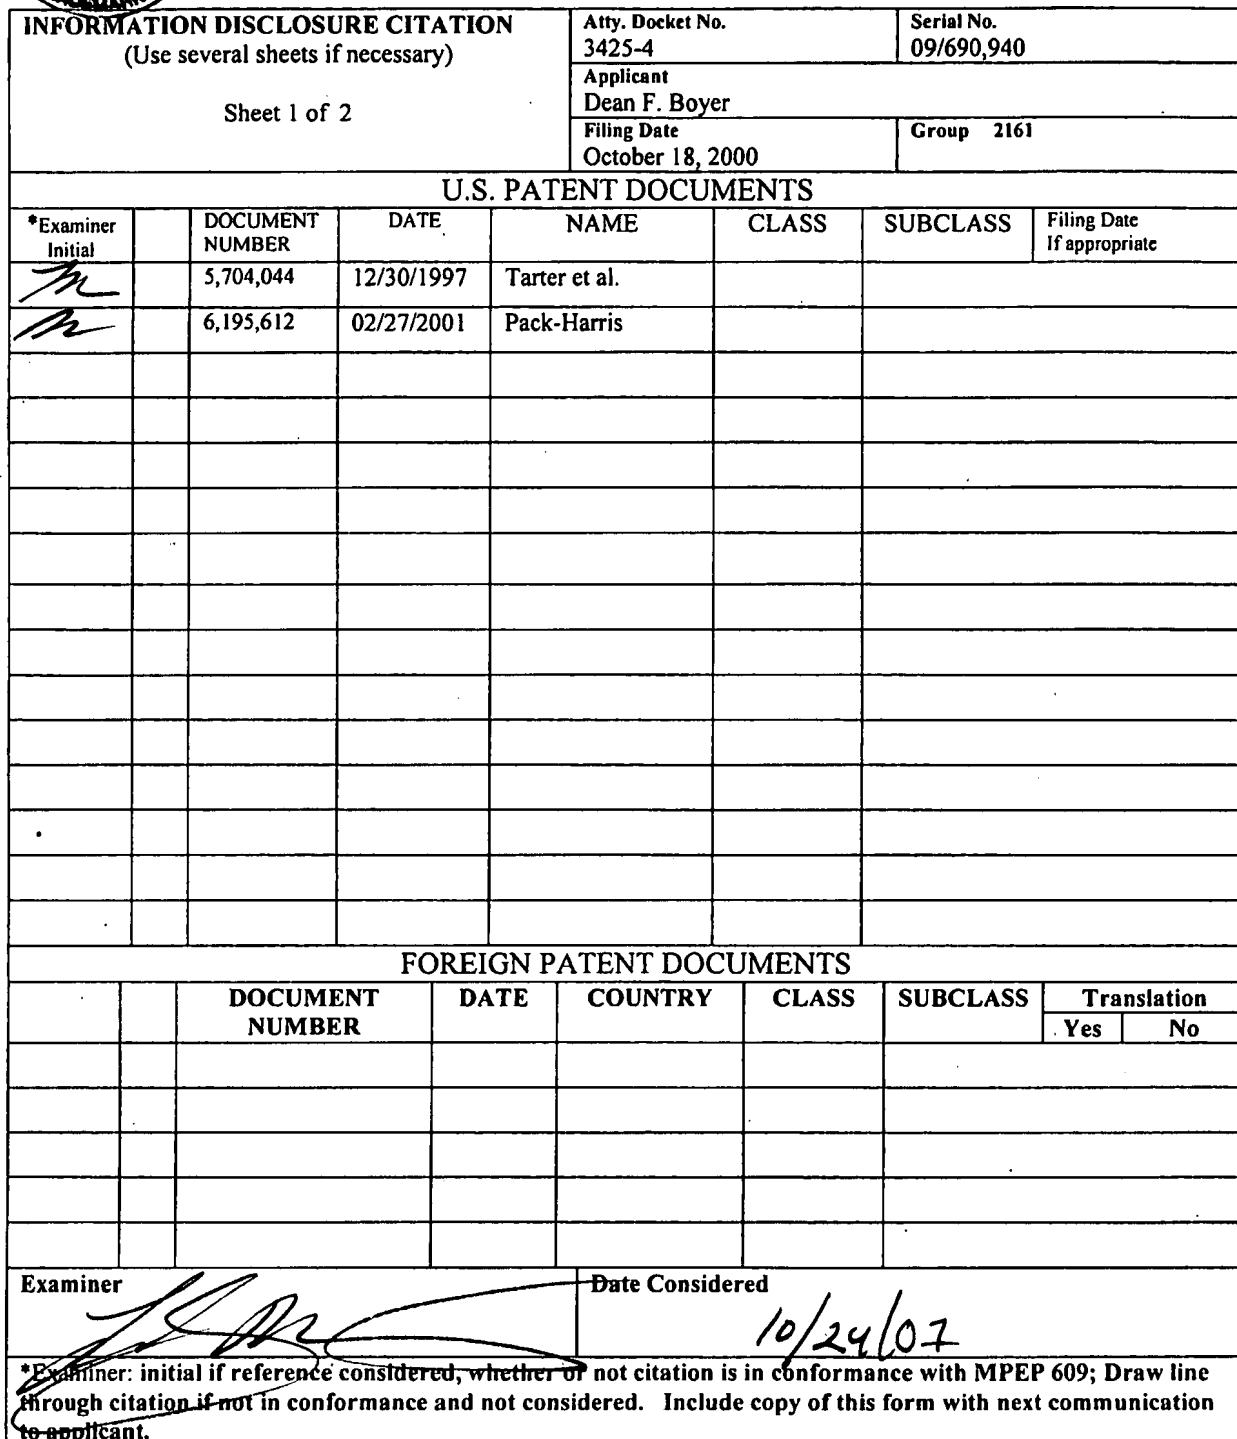 INFORMATION DISCLOSURE CITATION
(Use several sheets if necessary)
Sheet 1 of 2
Atty. Docket No.
3425-4
Serial No.
09/690,940
Applicant
Dean F. Boyer
Filing Date
October 18, 2000
Group 2161
U.S. PATENT DOCUMENTS
*Examiner Initial DOCUMENT NUMBER DATE NAME CLASS SUBCLASS Filing Date If appropriate
5,704,044 12/30/1997 Tarter et al.
6,195,612 02/27/2001 Pack-Harris
FOREIGN PATENT DOCUMENTS
DOCUMENT NUMBER DATE COUNTRY CLASS SUBCLASS Translation
Yes No
Examiner
Date Considered
10/24/07
*Examiner: initial if reference considered, whether or not citation is in conformance with MPEP 609; Draw line
through citation if not in conformance and not considered. Include copy of this form with next communication
to applicant.